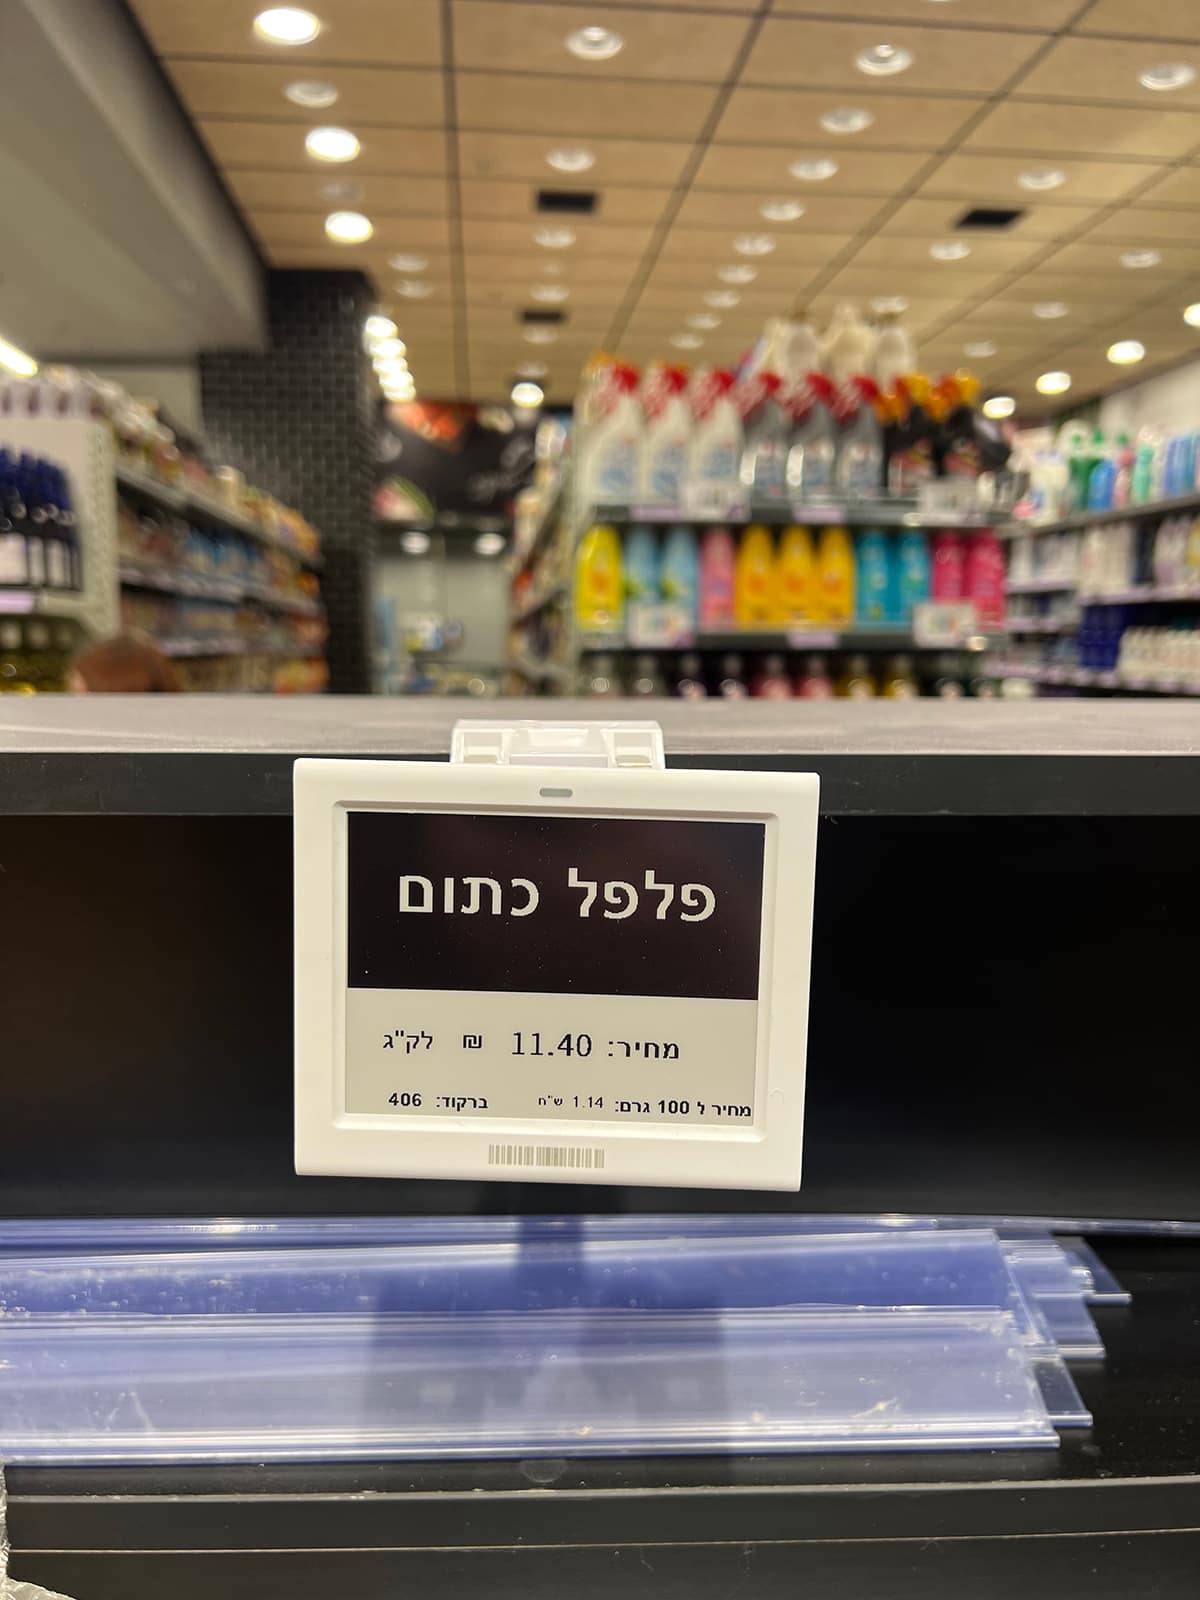 פלפל כתום
מחיר: 11.40 ₪ לק"ג
מחיר ל 100 גרם: 1.14 ש"ח ברקוד: 406